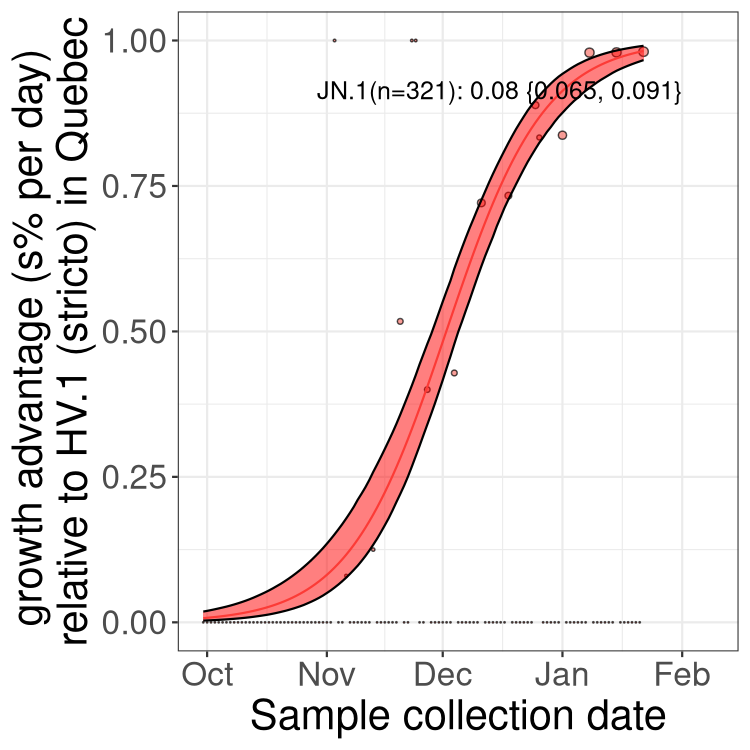 growth advantage (s% per day)
relative to HV.1 (stricto) in Quebec
1.00
0.75
0.50
0.25
0.00
JN.1(n=321): 0.08 {0.065, 0.091}
Oct Nov Dec Jan Feb
Sample collection date